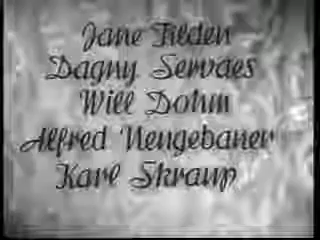 Jane Tilden
Dagny Servaes
Will Dohm
Alfred Neugebauer
Karl Skraup